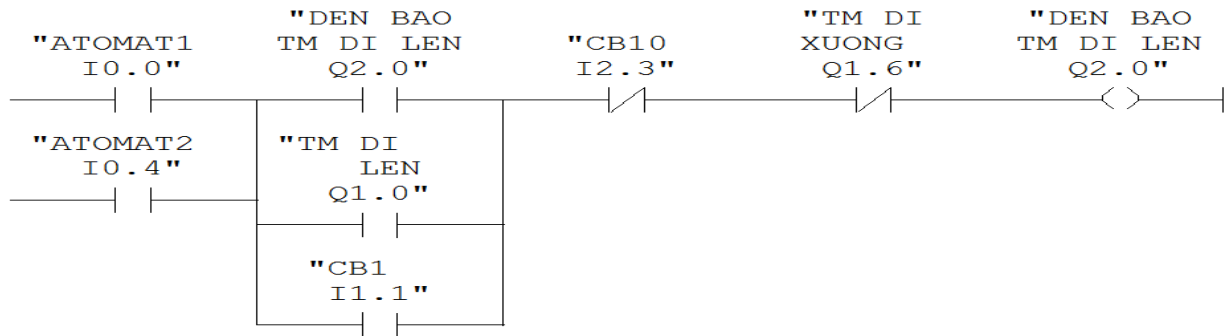 "ATOMAT1
I0.0"
"DEN BAO
TM DI LEN
Q2.0"
"CB10
I2.3"
"TM DI
XUONG
Q1.6"
"DEN BAO
TM DI LEN
Q2.0"
"ATOMAT2
I0.4"
"TM DI
LEN
Q1.0"
"CB1
I1.1"